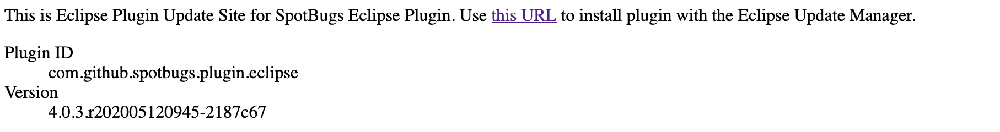 This is Eclipse Plugin Update Site for SpotBugs Eclipse Plugin. Use this URL to install plugin with the Eclipse Update Manager.
Plugin ID
com.github.spotbugs.plugin.eclipse
Version
4.0.3.r202005120945-2187c67